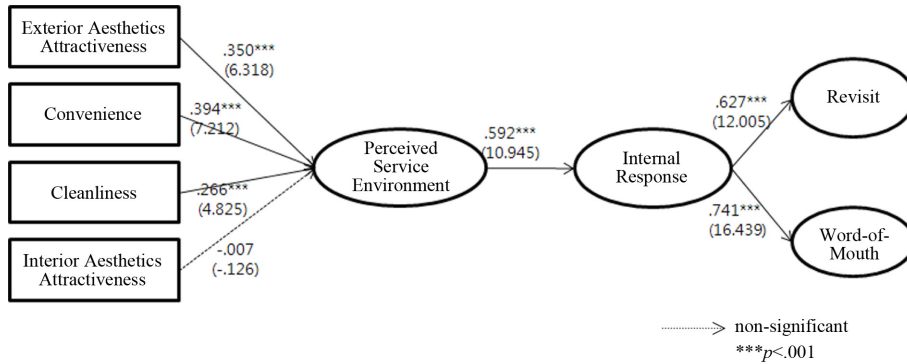 Exterior Aesthetics
Attractiveness
.350***
(6.318)
Convenience
.394***
(7.212)
Cleanliness
.266***
(4.825)
Interior Aesthetics
Attractiveness
-.007
(-.126)
Perceived
Service
Environment
.592***
(10.945)
Internal
Response
.627***
(12.005)
Revisit
.741***
(16.439)
Word-of-
Mouth
non-significant
***p<.001